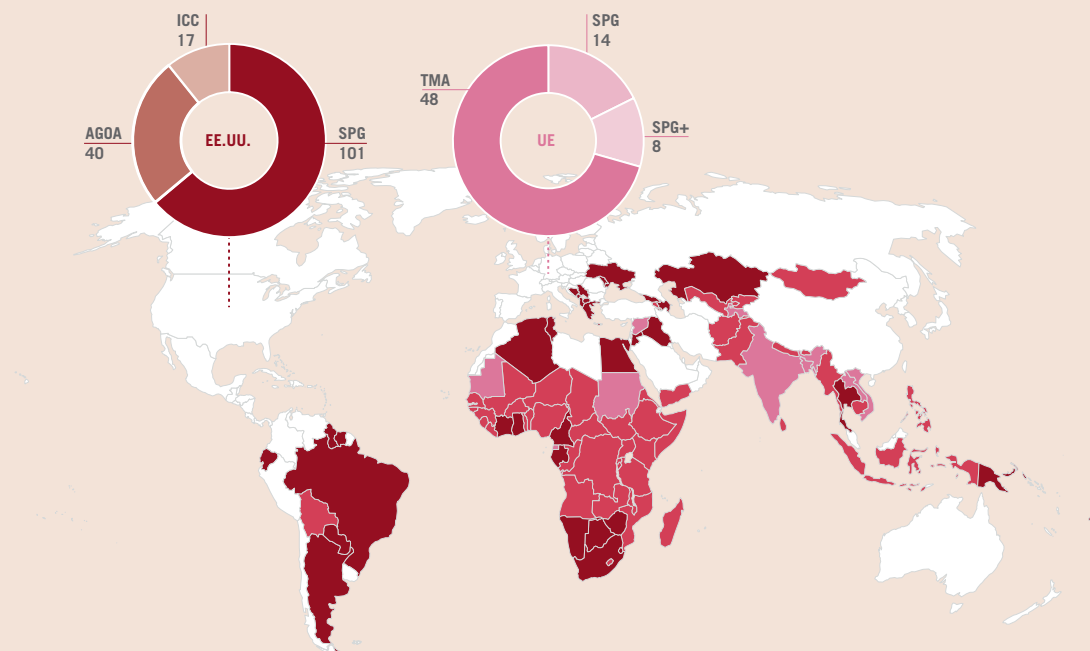 ICC
17
AGOA
40
EE.UU.
SPG
101
SPG
14
TMA
48
UE
SPG+
8